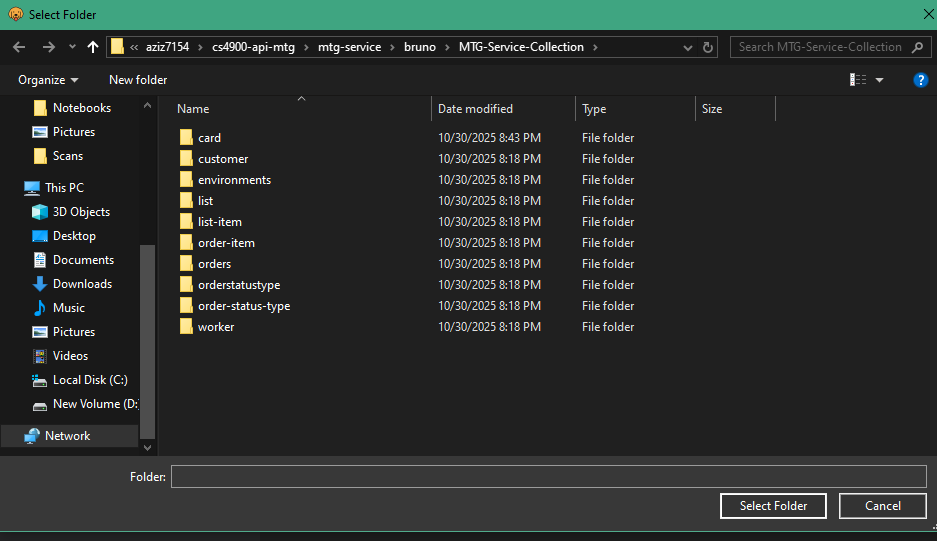 Select Folder
« aziz7154 > cs4900-api-mtg > mtg-service > bruno > MTG-Service-Collection >
Search MTG-Service-Collection
Organize
New folder
Notebooks
Pictures
Scans
This PC
3D Objects
Desktop
Documents
Downloads
Music
Pictures
Videos
Local Disk (C:)
New Volume (D:
Network
Name Date modified Type Size
card 10/30/2025 8:43 PM File folder
customer 10/30/2025 8:18 PM File folder
environments 10/30/2025 8:18 PM File folder
list 10/30/2025 8:18 PM File folder
list-item 10/30/2025 8:18 PM File folder
order-item 10/30/2025 8:18 PM File folder
orders 10/30/2025 8:18 PM File folder
orderstatustype 10/30/2025 8:18 PM File folder
order-status-type 10/30/2025 8:18 PM File folder
worker 10/30/2025 8:18 PM File folder
Folder:
Select Folder
Cancel